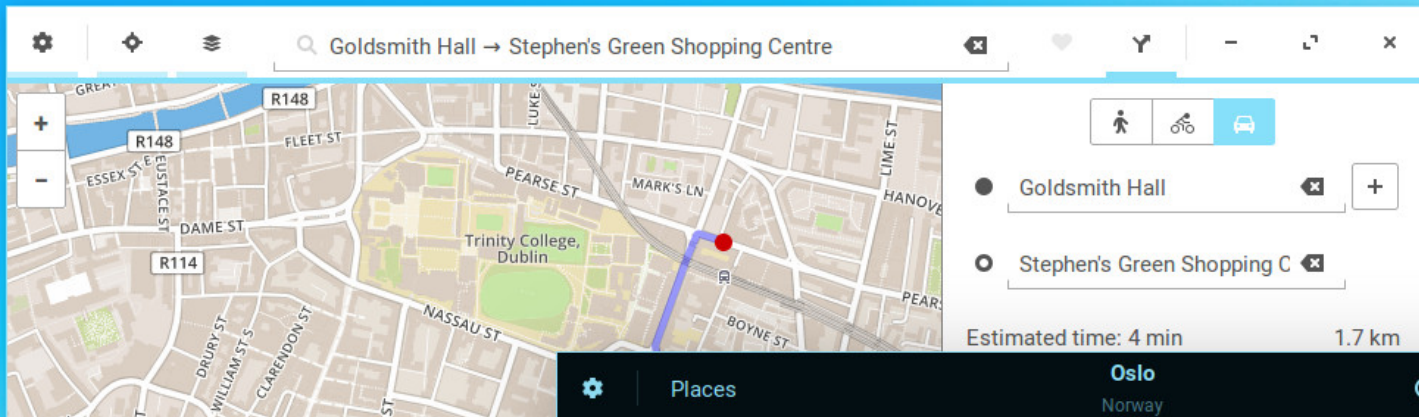 Goldsmith Hall → Stephen's Green Shopping Centre
+
−
R148
R148
FLEET ST
ESSEX ST E
EUSTACE ST
DAME ST
R114
LUKE
LIME ST
PEARSE ST
MARK'S LN
HANOVE
Trinity College,
Dublin
NASSAU ST
BOYNE ST
PEARS
DRURY ST
WILLIAM ST S
CLARENDON ST
Goldsmith Hall
+
Stephen's Green Shopping C
Estimated time: 4 min 1.7 km
Places
Oslo
Norway